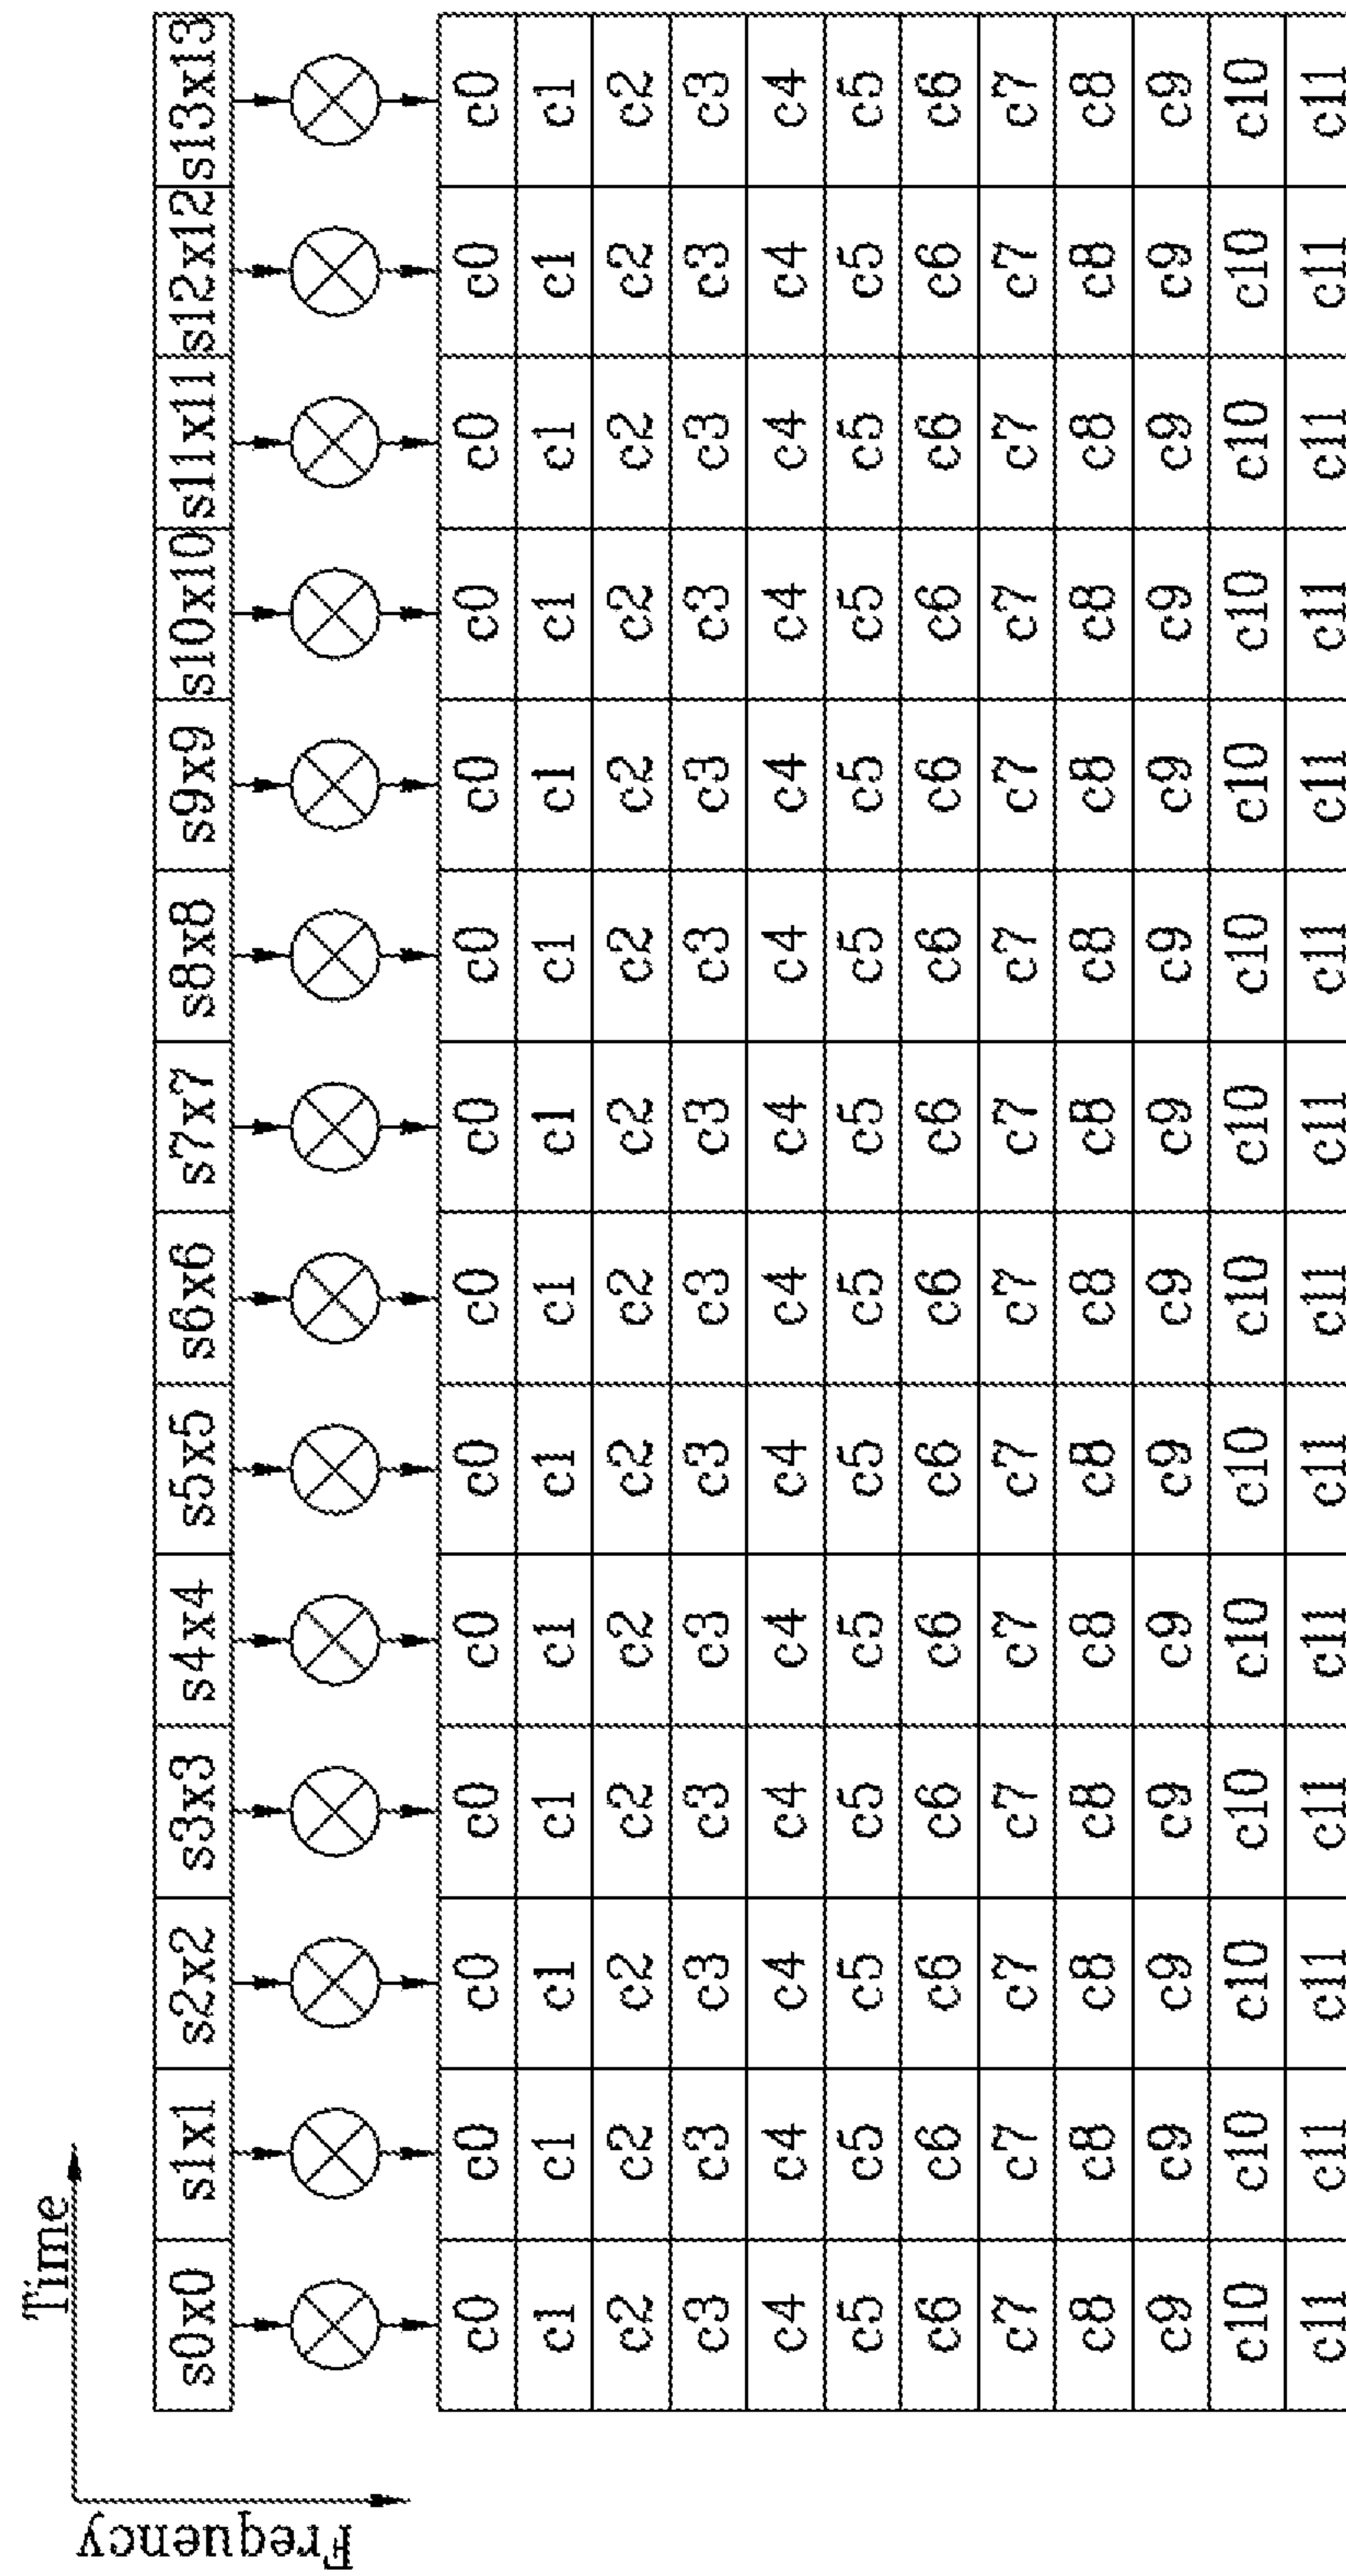 Time
Frequency
s0x0 s1x1 s2x2 s3x3 s4x4 s5x5 s6x6 s7x7 s8x8 s9x9 s10x10 s11x11 s12x12 s13x13
c0 c0 c0 c0 c0 c0 c0 c0 c0 c0 c0 c0 c0 c0
c1 c1 c1 c1 c1 c1 c1 c1 c1 c1 c1 c1 c1 c1
c2 c2 c2 c2 c2 c2 c2 c2 c2 c2 c2 c2 c2 c2
c3 c3 c3 c3 c3 c3 c3 c3 c3 c3 c3 c3 c3 c3
c4 c4 c4 c4 c4 c4 c4 c4 c4 c4 c4 c4 c4 c4
c5 c5 c5 c5 c5 c5 c5 c5 c5 c5 c5 c5 c5 c5
c6 c6 c6 c6 c6 c6 c6 c6 c6 c6 c6 c6 c6 c6
c7 c7 c7 c7 c7 c7 c7 c7 c7 c7 c7 c7 c7 c7
c8 c8 c8 c8 c8 c8 c8 c8 c8 c8 c8 c8 c8 c8
c9 c9 c9 c9 c9 c9 c9 c9 c9 c9 c9 c9 c9 c9
c10 c10 c10 c10 c10 c10 c10 c10 c10 c10 c10 c10 c10 c10
c11 c11 c11 c11 c11 c11 c11 c11 c11 c11 c11 c11 c11 c11